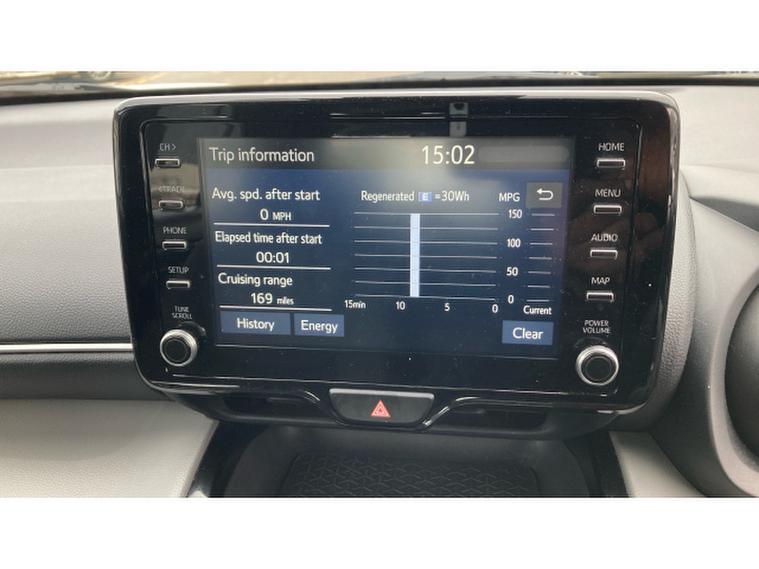 CH >
<TRACK
PHONE
SETUP
TUNE
SCROLL
Trip information 15:02
Avg. spd. after start
0 MPH
Elapsed time after start
00:01
Cruising range
169 miles
History Energy
Regenerated E =30Wh MPG
150
100
50
0
15min 10 5 0 Current
Clear
HOME
MENU
AUDIO
MAP
POWER
VOLUME